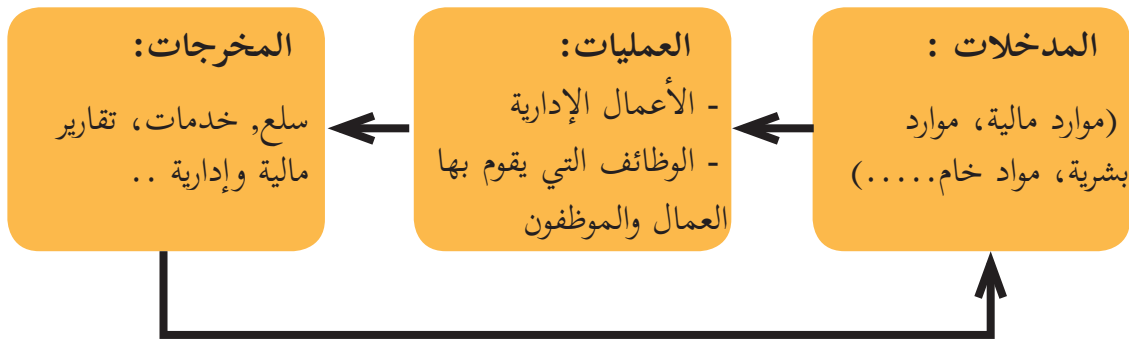 المدخلات :
(موارد مالية، موارد
بشرية، مواد خام.....)
العمليات:
- الأعمال الإدارية
- الوظائف التي يقوم بها
العمال والموظفون
المخرجات:
سلع, خدمات، تقارير
مالية وإدارية ..